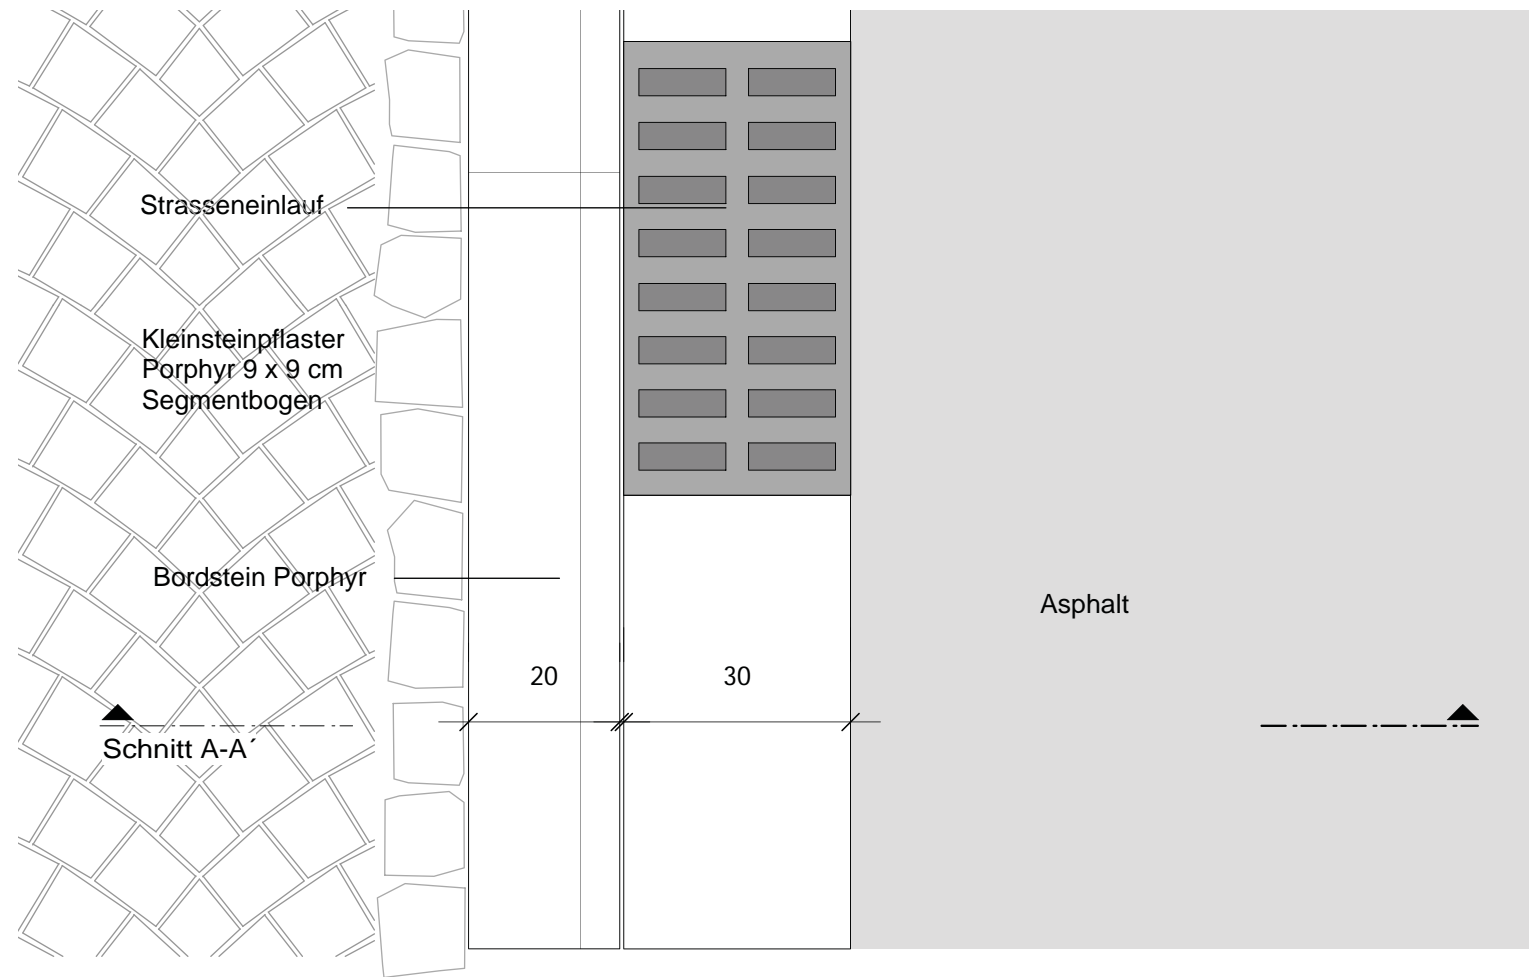 Strasseneinlauf
Kleinsteinpflaster
Porphyr 9 x 9 cm
Segmentbogen
Bordstein Porphyr
Asphalt
20
30
Schnitt A-A´